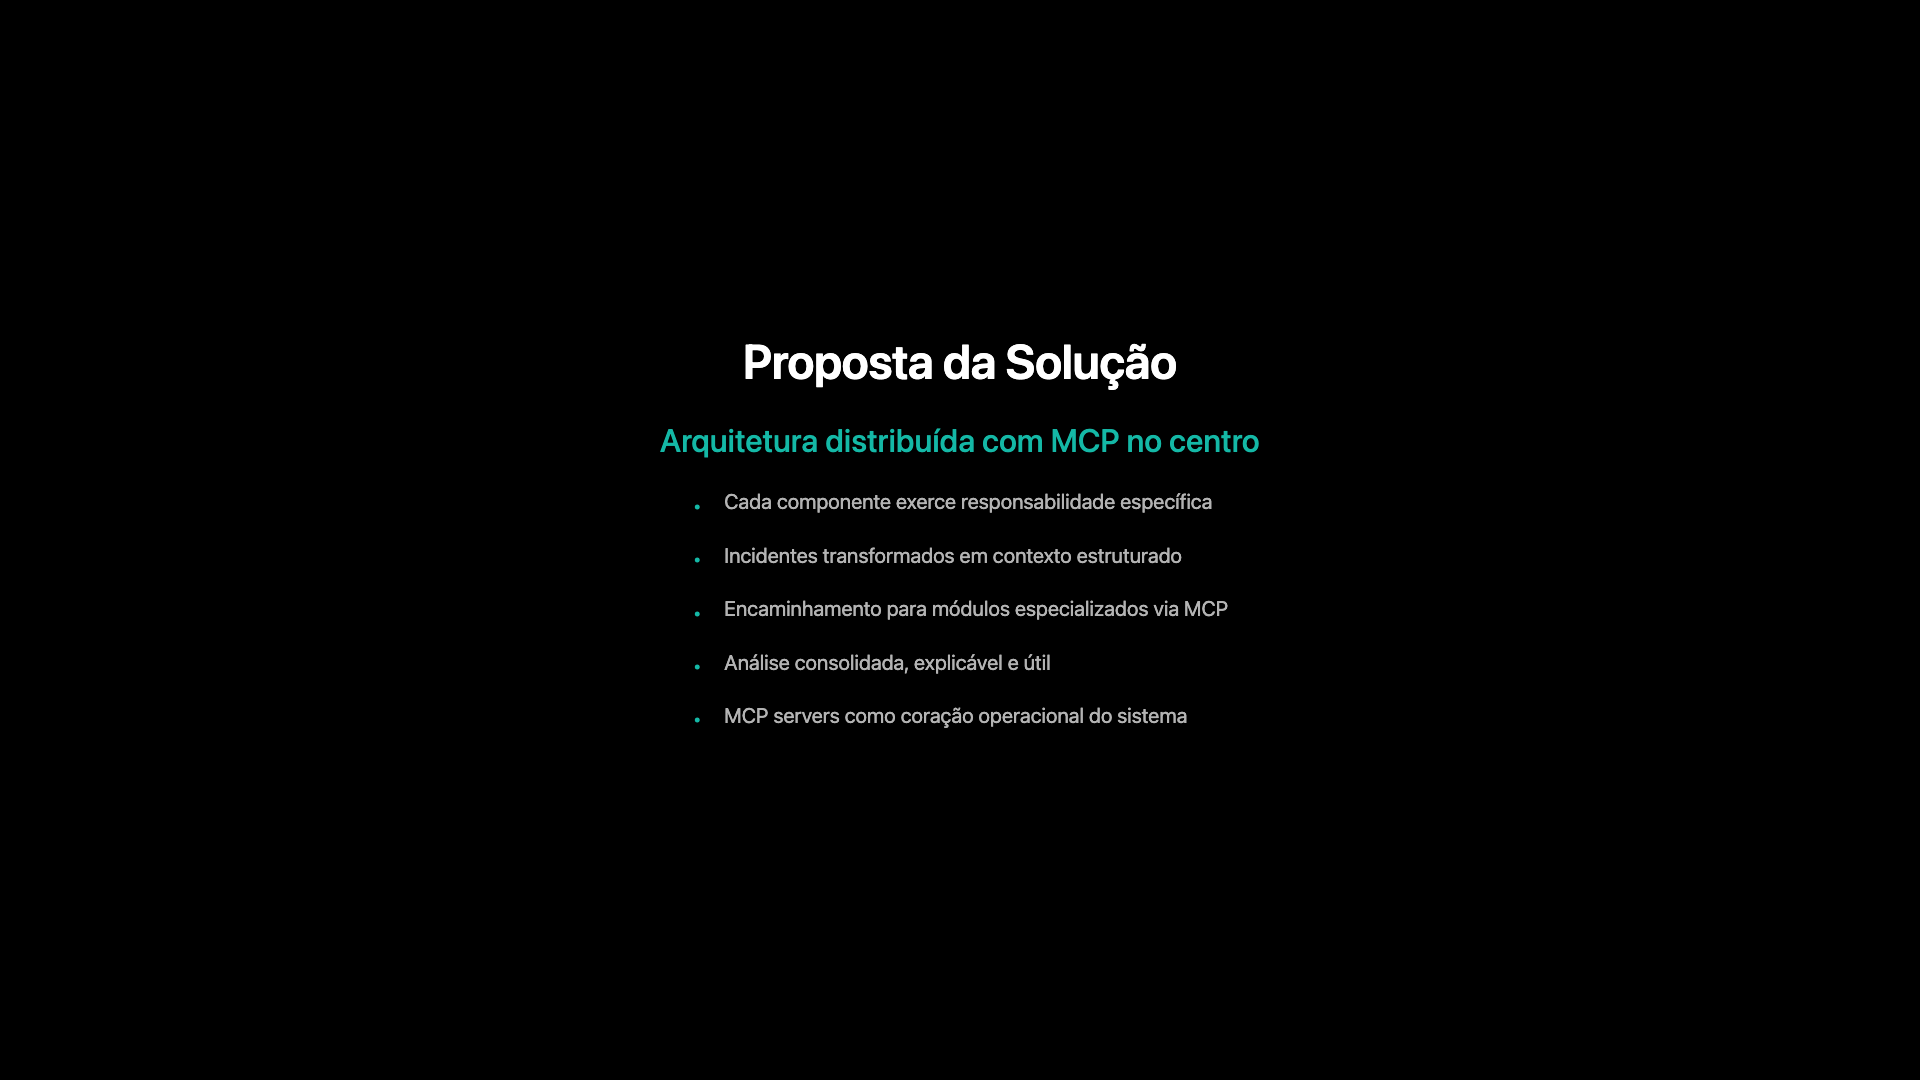 Proposta da Solução
Arquitetura distribuída com MCP no centro
• Cada componente exerce responsabilidade específica
• Incidentes transformados em contexto estruturado
• Encaminhamento para módulos especializados via MCP
• Análise consolidada, explicável e útil
• MCP servers como coração operacional do sistema